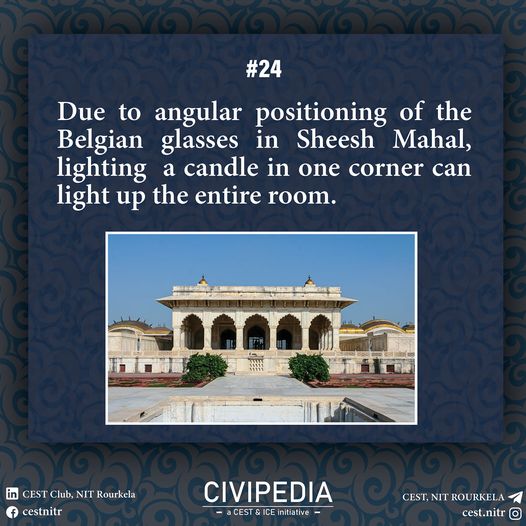 #24
Due to angular positioning of the
Belgian glasses in Sheesh Mahal,
lighting a candle in one corner can
light up the entire room.
CEST Club, NIT Rourkela
cestnitr
CIVIPEDIA
a CEST & ICE initiative
CEST, NIT ROURKELA
cest.nitr